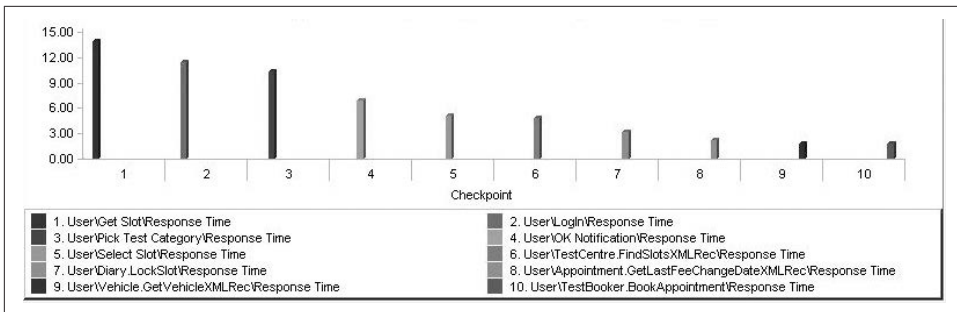 15.00
12.00
9.00
6.00
3.00
0.00
1 2 3 4 5 6 7 8 9 10
Checkpoint
1. User\Get Slot\Response Time
2. User\LogIn\Response Time
3. User\Pick Test Category\Response Time
4. User\OK Notification\Response Time
5. User\Select Slot\Response Time
6. User\TestCentre.FindSlotsXMLRec\Response Time
7. User\Diary.LockSlot\Response Time
8. User\Appointment.GetLastFeeChangeDateXMLRec\Response Time
9. User\Vehicle.GetVehicleXMLRec\Response Time
10. User\TestBooker.BookAppointment\Response Time